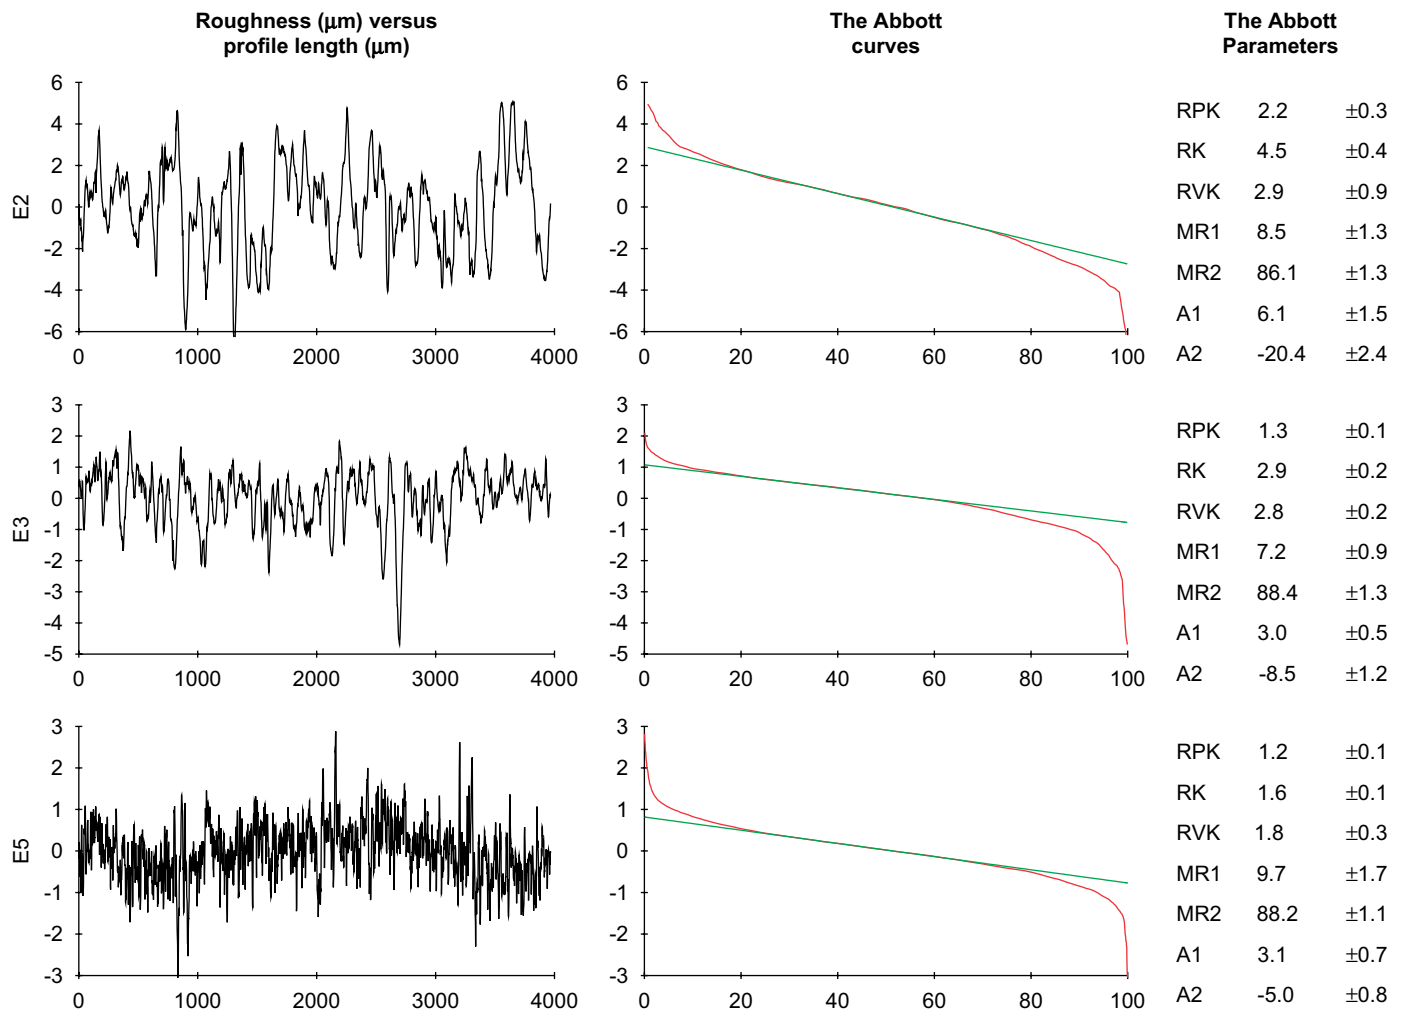 Roughness (μm) versus
profile length (μm)
The Abbott
curves
The Abbott
Parameters
E2
6
4
2
0
-2
-4
-6
0 1000 2000 3000 4000
6
4
2
0
-2
-4
-6
0 20 40 60 80 100
RPK 2.2 ±0.3
RK 4.5 ±0.4
RVK 2.9 ±0.9
MR1 8.5 ±1.3
MR2 86.1 ±1.3
A1 6.1 ±1.5
A2 -20.4 ±2.4
E3
3
2
1
0
-1
-2
-3
-4
-5
0 1000 2000 3000 4000
3
2
1
0
-1
-2
-3
-4
-5
0 20 40 60 80 100
RPK 1.3 ±0.1
RK 2.9 ±0.2
RVK 2.8 ±0.2
MR1 7.2 ±0.9
MR2 88.4 ±1.3
A1 3.0 ±0.5
A2 -8.5 ±1.2
E5
3
2
1
0
-1
-2
-3
0 1000 2000 3000 4000
3
2
1
0
-1
-2
-3
0 20 40 60 80 100
RPK 1.2 ±0.1
RK 1.6 ±0.1
RVK 1.8 ±0.3
MR1 9.7 ±1.7
MR2 88.2 ±1.1
A1 3.1 ±0.7
A2 -5.0 ±0.8